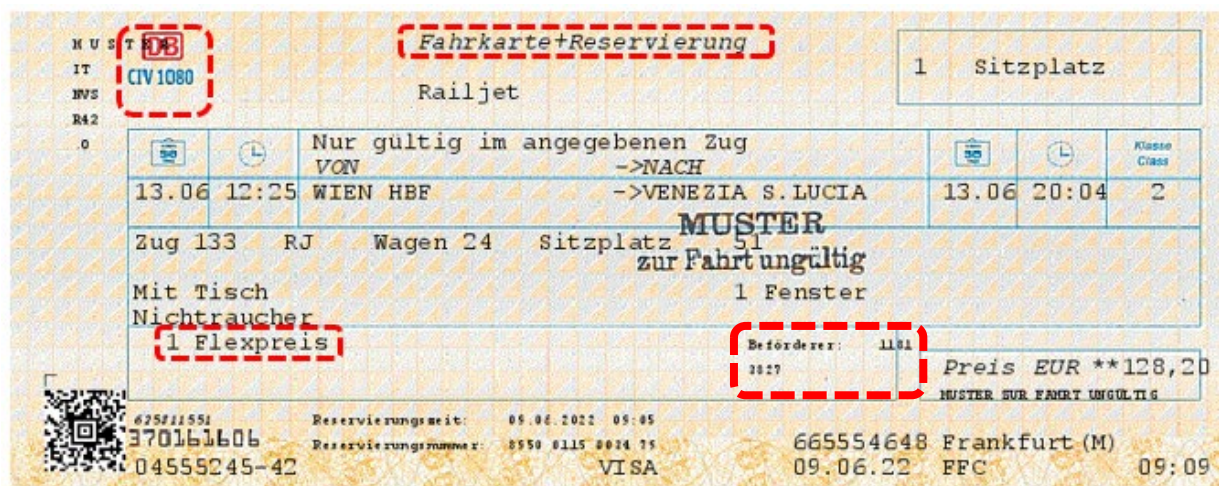 MUSTER
IT
NVS
R42
0
DB
CIV 1080
Fahrkarte+Reservierung
Railjet
1 Sitzplatz
Nur gültig im angegebenen Zug
VON ->NACH
Klasse
Class
13.06 12:25 WIEN HBF ->VENEZIA S.LUCIA 13.06 20:04 2
MUSTER
zur Fahrt ungültig
Zug 133 RJ Wagen 24 Sitzplatz 51
Mit Tisch 1 Fenster
Nichtraucher
1 Flexpreis
Beförderer: 1181
Preis EUR **128,20
MUSTER ZUR FAHRT UNGÜLTIG
Reservierungszeit: 09.06.2022 09:05
370161606
Reservierungsnummer:
665554648 Frankfurt(M)
04555245-42 VISA 09.06.22 FFC 09:09